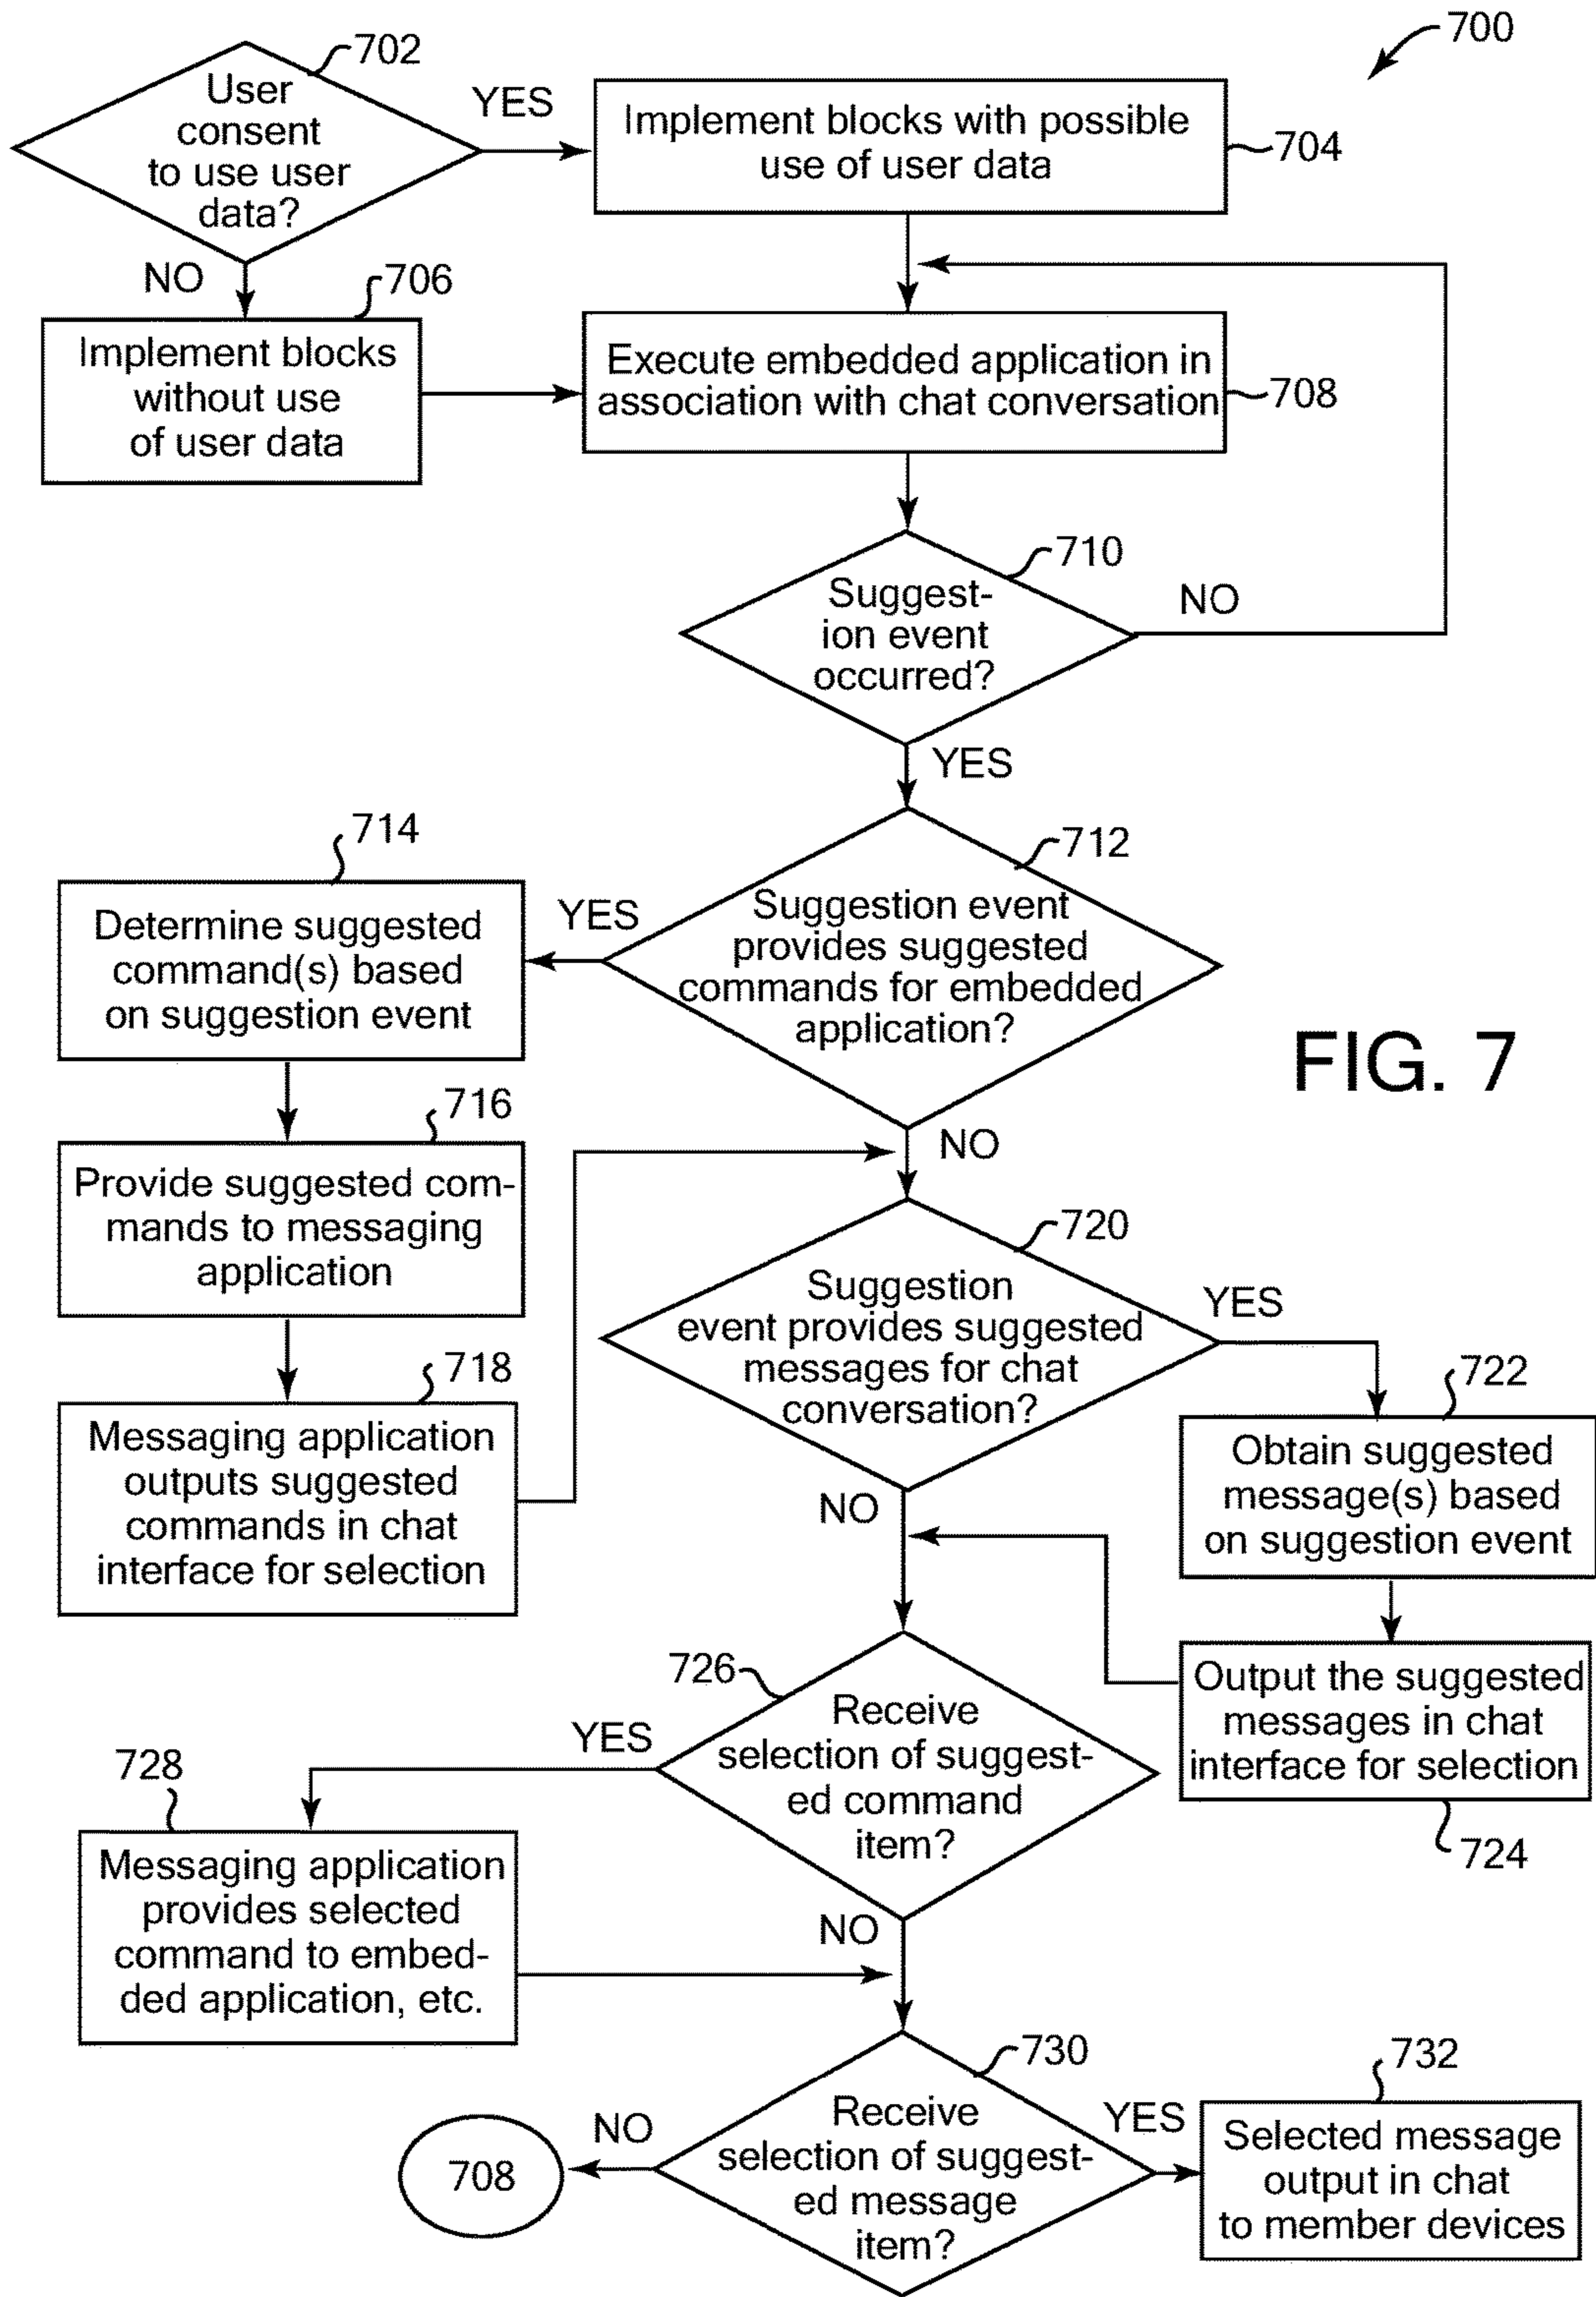 700
702
User
consent
to use user
data?
YES
Implement blocks with possible
use of user data
704
NO
706
Implement blocks
without use
of user data
Execute embedded application in
association with chat conversation
708
710
Suggest-
ion event
occurred?
NO
YES
712
Suggestion event
provides suggested
commands for embedded
application?
YES
714
Determine suggested
command(s) based
on suggestion event
FIG. 7
716
Provide suggested com-
mands to messaging
application
NO
718
Messaging application
outputs suggested
commands in chat
interface for selection
720
Suggestion
event provides suggested
messages for chat
conversation?
YES
722
Obtain suggested
message(s) based
on suggestion event
NO
Output the suggested
messages in chat
interface for selection
724
726
Receive
selection of suggest-
ed command
item?
YES
728
Messaging application
provides selected
command to embed-
ded application, etc.
NO
730
Receive
selection of suggest-
ed message
item?
NO
708
YES
732
Selected message
output in chat
to member devices